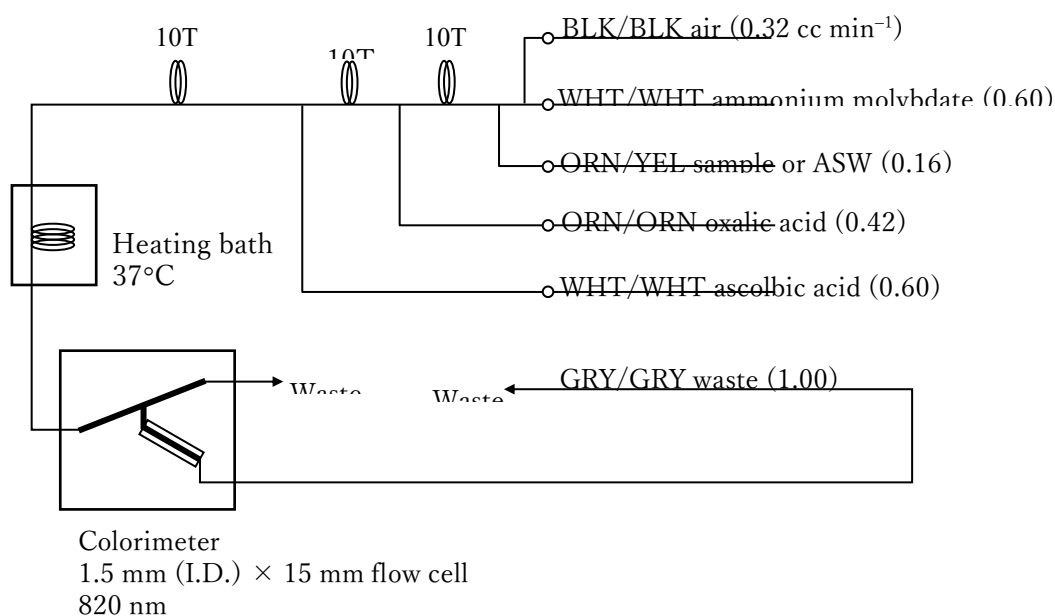 10T
10T
10T
BLK/BLK air (0.32 cc min⁻¹)
WHT/WHT ammonium molybdate (0.60)
ORN/YEL sample or ASW (0.16)
ORN/ORN oxalic acid (0.42)
WHT/WHT ascolbic acid (0.60)
Heating bath
37°C
GRY/GRY waste (1.00)
Waste
Waste
Colorimeter
1.5 mm (I.D.) × 15 mm flow cell
820 nm